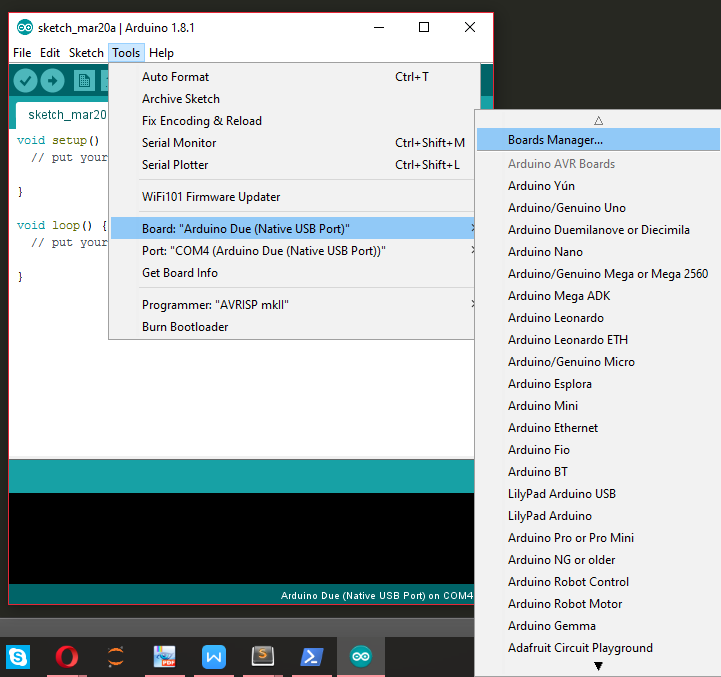 sketch_mar20a | Arduino 1.8.1
File Edit Sketch Tools Help
sketch_mar20
void setup()
// put your
}
void loop() {
// put your
}
Auto Format Ctrl+T
Archive Sketch
Fix Encoding & Reload
Serial Monitor Ctrl+Shift+M
Serial Plotter Ctrl+Shift+L
WiFi101 Firmware Updater
Board: "Arduino Due (Native USB Port)"
Port: "COM4 (Arduino Due (Native USB Port))"
Get Board Info
Programmer: "AVRISP mkII"
Burn Bootloader
Boards Manager...
Arduino AVR Boards
Arduino Yún
Arduino/Genuino Uno
Arduino Duemilanove or Diecimila
Arduino Nano
Arduino/Genuino Mega or Mega 2560
Arduino Mega ADK
Arduino Leonardo
Arduino Leonardo ETH
Arduino/Genuino Micro
Arduino Esplora
Arduino Mini
Arduino Ethernet
Arduino Fio
Arduino BT
LilyPad Arduino USB
LilyPad Arduino
Arduino Pro or Pro Mini
Arduino NG or older
Arduino Robot Control
Arduino Robot Motor
Arduino Gemma
Adafruit Circuit Playground
Arduino Due (Native USB Port) on COM4
PDF